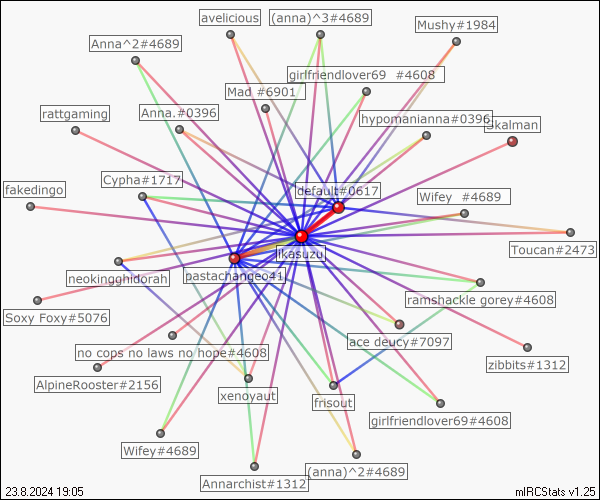 avelicious
(anna)^3#4689
Mushy#1984
Anna^2#4689
girlfriendlover69 #4608
Mad #6901
rattgaming
Anna.#0396
hypomanianna#0396
skalman
Cypha#1717
default#0617
fakedingo
Wifey #4689
Toucan#2473
jikasuzu
neokingghidorah
pastachangeo41
ramshackle gorey#4608
Soxy Foxy#5076
no cops no laws no hope#4608
ace deucy#7097
zibbits#1312
AlpineRooster#2156
xenoyaut
frisout
girlfriendlover69#4608
Wifey#4689
(anna)^2#4689
Annarchist#1312
23.8.2024 19:05
mIRCStats v1.25